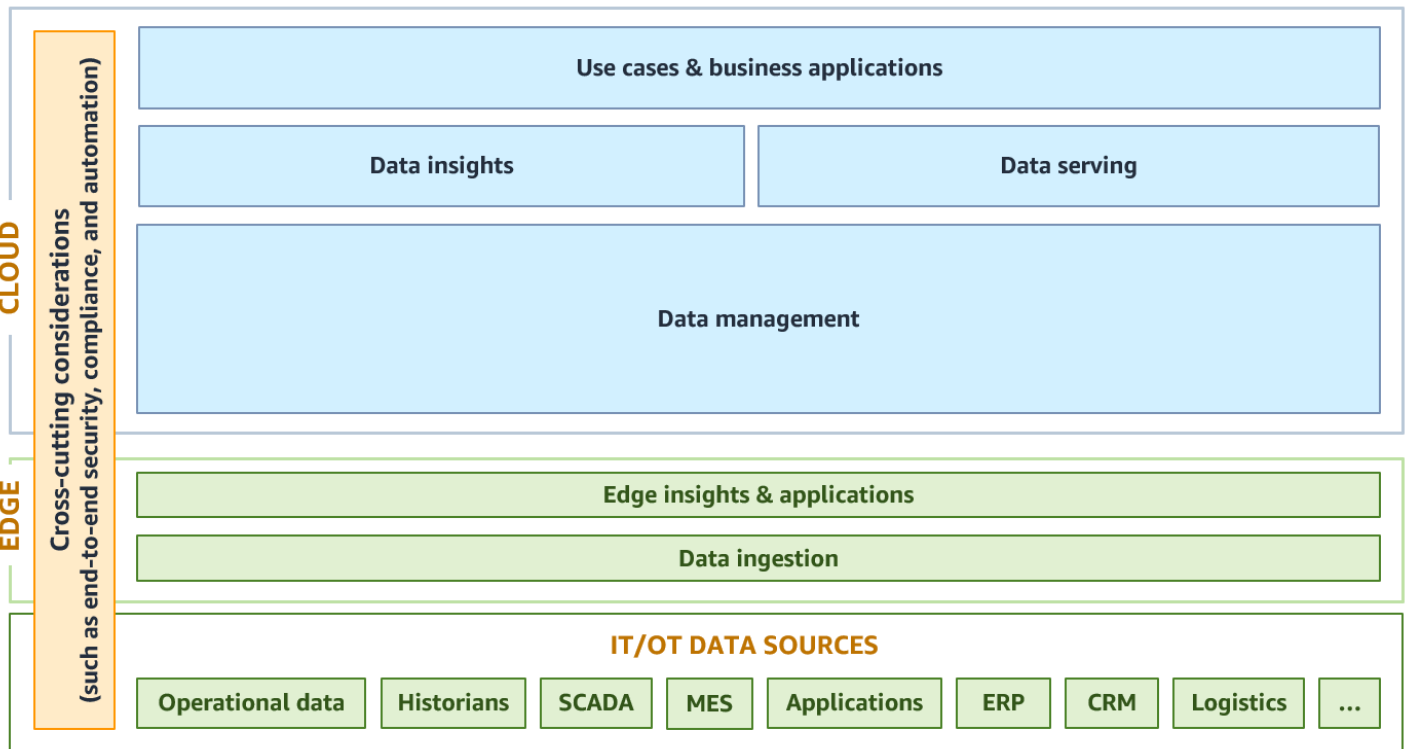 Use cases & business applications
Data insights
Data serving
Data management
CLOUD
Cross-cutting considerations
(such as end-to-end security, compliance, and automation)
EDGE
Edge insights & applications
Data ingestion
IT/OT DATA SOURCES
Operational data
Historians
SCADA
MES
Applications
ERP
CRM
Logistics
...